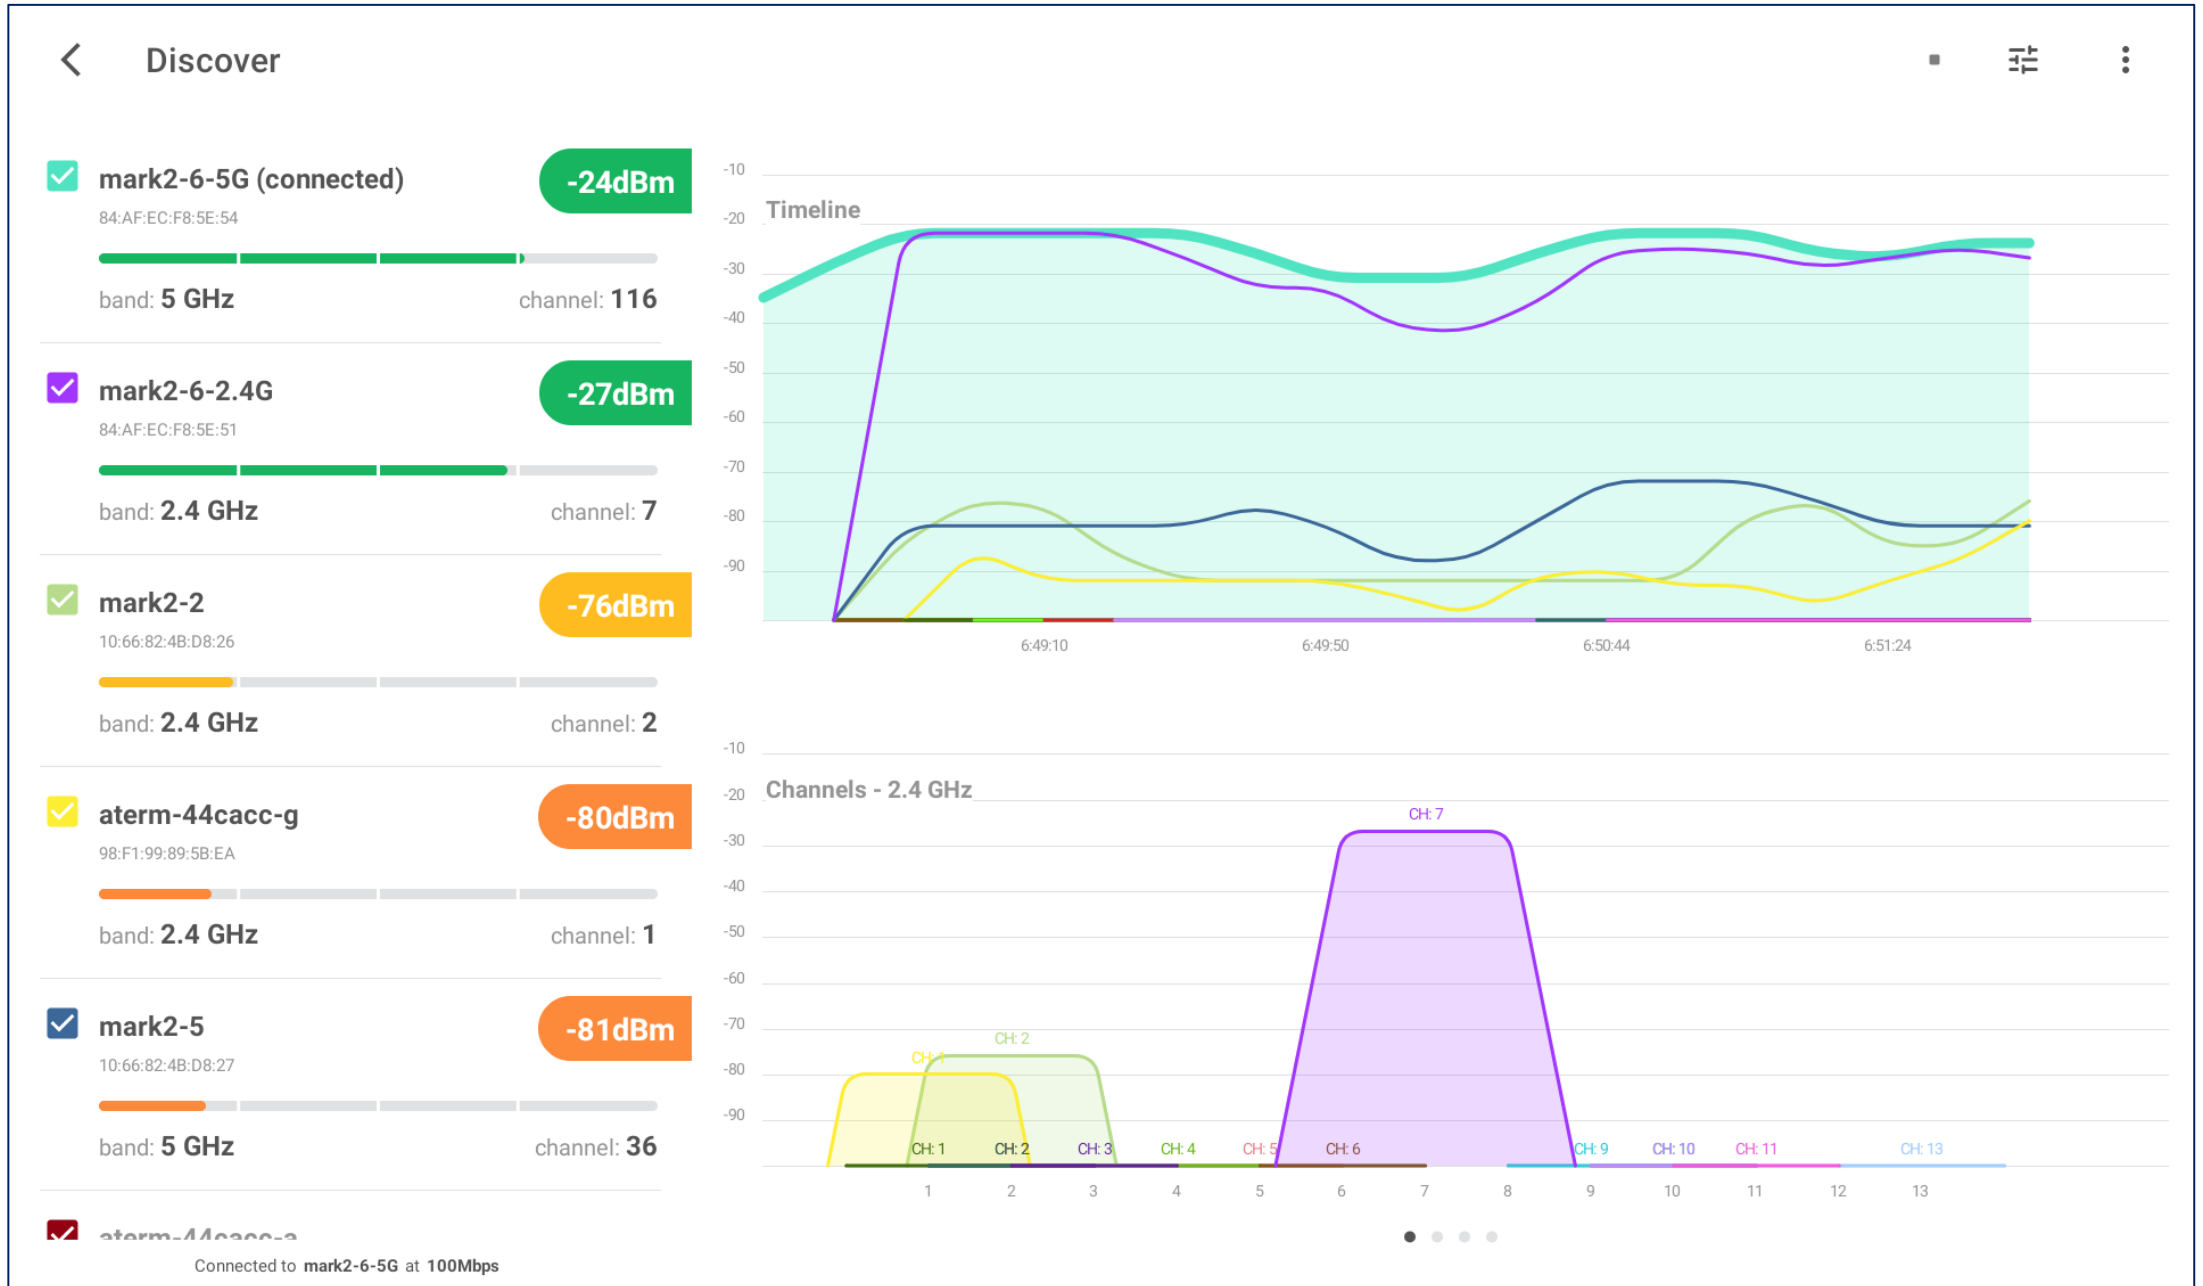 Discover
mark2-6-5G (connected)
-24dBm
84:AF:EC:F8:5E:54
band: 5 GHz
channel: 116
mark2-6-2.4G
-27dBm
84:AF:EC:F8:5E:51
band: 2.4 GHz
channel: 7
mark2-2
-76dBm
10:66:82:4B:D8:26
band: 2.4 GHz
channel: 2
aterm-44cacc-g
-80dBm
98:F1:99:89:5B:EA
band: 2.4 GHz
channel: 1
mark2-5
-81dBm
10:66:82:4B:D8:27
band: 5 GHz
channel: 36
aterm-44cacc-a
Connected to mark2-6-5G at 100Mbps
-10
Timeline
-20
-30
-40
-50
-60
-70
-80
-90
6:49:10 6:49:50 6:50:44 6:51:24
-10
Channels - 2.4 GHz
-20
CH: 7
-30
-40
-50
-60
-70
CH: 2
CH: 1
-80
-90
CH: 1 CH: 2 CH: 3 CH: 4 CH: 5 CH: 6 CH: 9 CH: 10 CH: 11 CH: 13
1 2 3 4 5 6 7 8 9 10 11 12 13